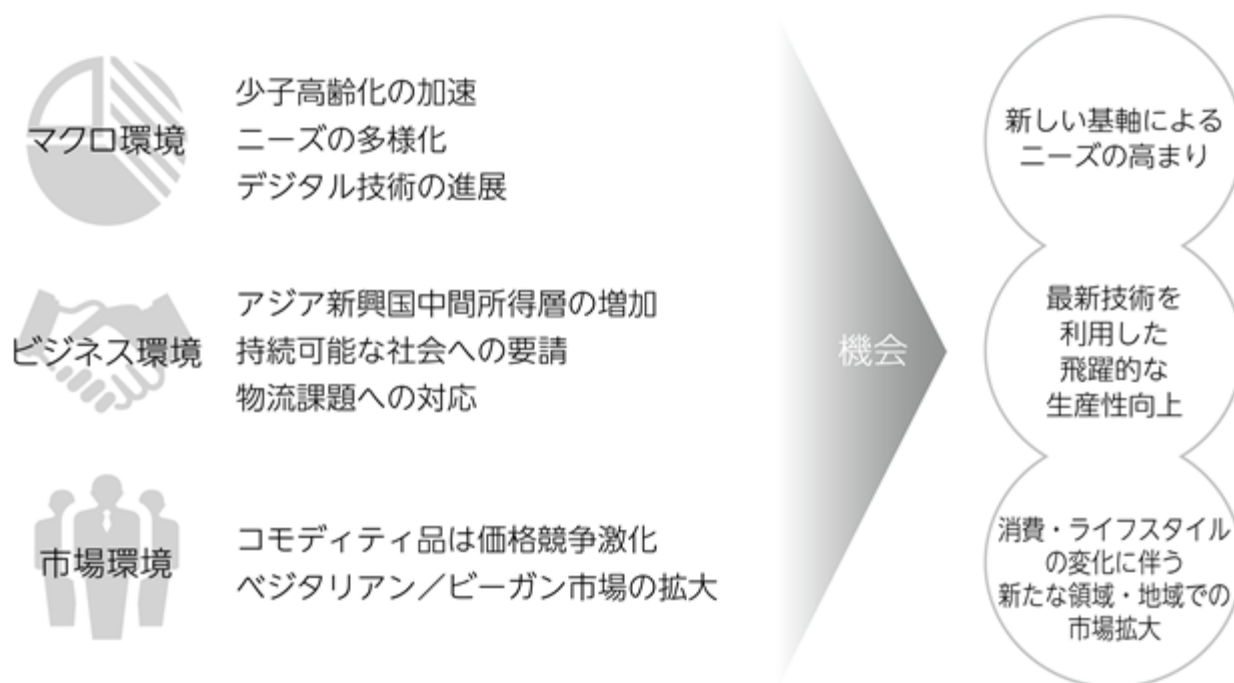 マクロ環境
少子高齢化の加速
ニーズの多様化
デジタル技術の進展
ビジネス環境
アジア新興国中間所得層の増加
持続可能な社会への要請
物流課題への対応
市場環境
コモディティ品は価格競争激化
ベジタリアン／ビーガン市場の拡大
機会
新しい基軸による
ニーズの高まり
最新技術を
利用した
飛躍的な
生産性向上
消費・ライフスタイル
の変化に伴う
新たな領域・地域での
市場拡大